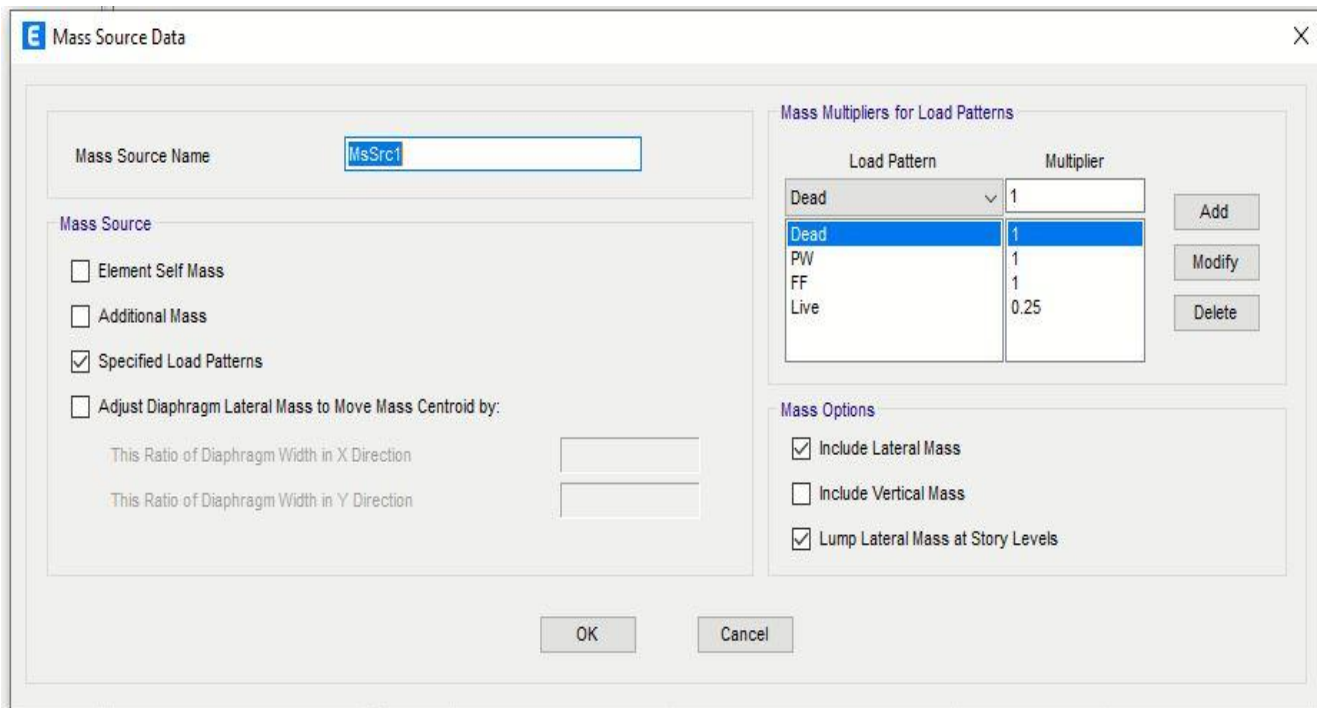 E Mass Source Data X
Mass Source Name MsSrc1
Mass Source
Element Self Mass
Additional Mass
Specified Load Patterns
Adjust Diaphragm Lateral Mass to Move Mass Centroid by:
This Ratio of Diaphragm Width in X Direction
This Ratio of Diaphragm Width in Y Direction
Mass Multipliers for Load Patterns
Load Pattern Multiplier
Dead 1
Dead 1
PW 1
FF 1
Live 0.25
Add
Modify
Delete
Mass Options
Include Lateral Mass
Include Vertical Mass
Lump Lateral Mass at Story Levels
OK Cancel